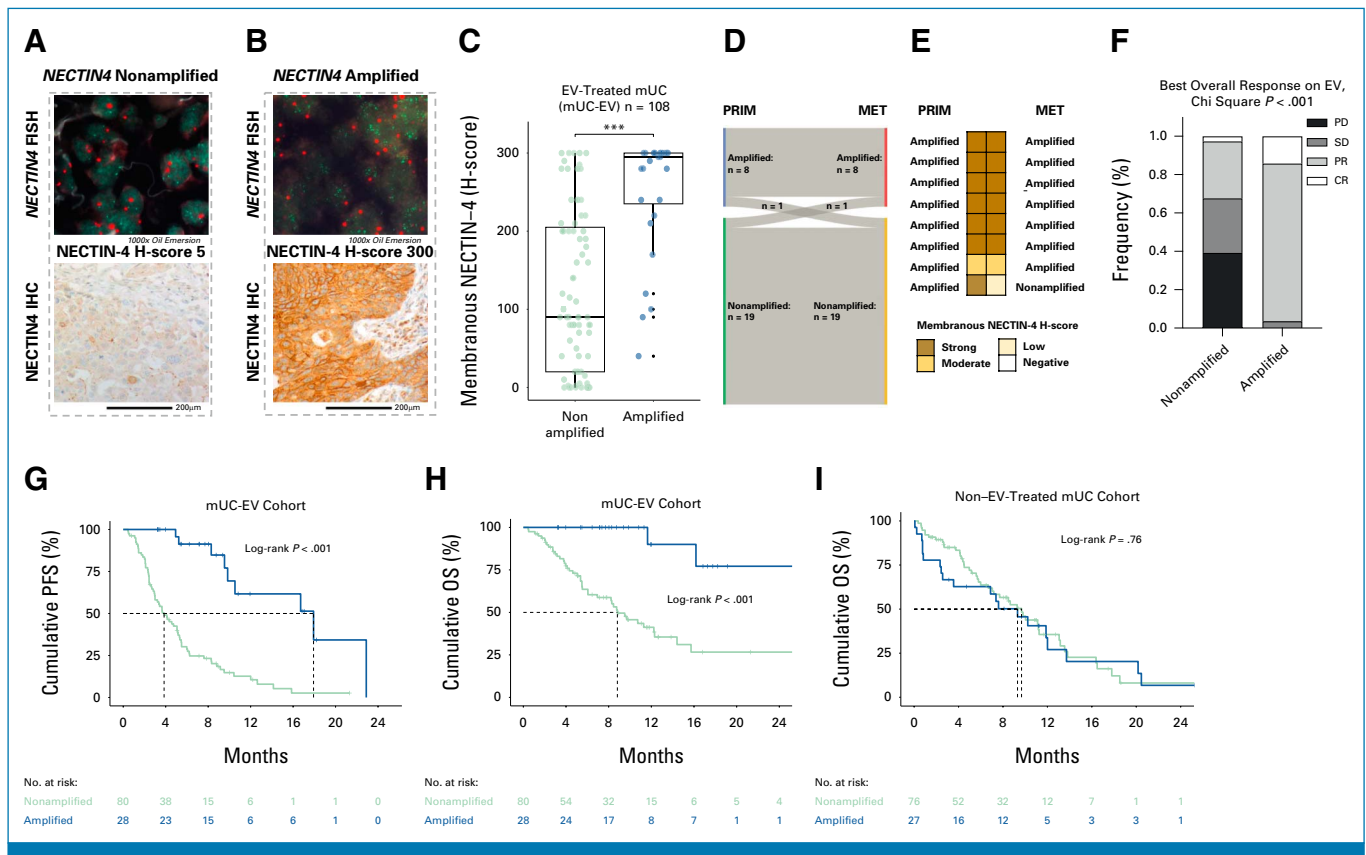 A
NECTIN4 Nonamplified
NECTIN4 FISH
1000x Oil Emersion
NECTIN-4 H-score 5
NECTIN4 IHC
200μm
B
NECTIN4 Amplified
NECTIN4 FISH
1000x Oil Emersion
NECTIN-4 H-score 300
NECTIN4 IHC
200μm
C
EV-Treated mUC
(mUC-EV) n = 108
***
Membranous NECTIN–4 (H-score)
300
200
100
0
Non
amplified
Amplified
D
PRIM
MET
Amplified:
n = 8
Amplified:
n = 8
n = 1
n = 1
Nonamplified:
n = 19
Nonamplified:
n = 19
E
PRIM
MET
Amplified Amplified
Amplified Amplified
Amplified Amplified
Amplified Amplified
Amplified Amplified
Amplified Amplified
Amplified Amplified
Amplified Nonamplified
Membranous NECTIN-4 H-score
Strong
Low
Moderate
Negative
F
Best Overall Response on EV,
Chi Square P < .001
PD
SD
PR
CR
Frequency (%)
1.0
0.8
0.6
0.4
0.2
0.0
Nonamplified
Amplified
G
mUC-EV Cohort
Log-rank P < .001
Cumulative PFS (%)
100
75
50
25
0
0 4 8 12 16 20 24
Months
No. at risk:
Nonamplified 80 38 15 6 1 1 0
Amplified 28 23 15 6 6 1 0
H
mUC-EV Cohort
Log-rank P < .001
Cumulative OS (%)
100
75
50
25
0
0 4 8 12 16 20 24
Months
No. at risk:
Nonamplified 80 54 32 15 6 5 4
Amplified 28 24 17 8 7 1 1
I
Non–EV-Treated mUC Cohort
Log-rank P = .76
Cumulative OS (%)
100
75
50
25
0
0 4 8 12 16 20 24
Months
No. at risk:
Nonamplified 76 52 32 12 7 1 1
Amplified 27 16 12 5 3 3 1